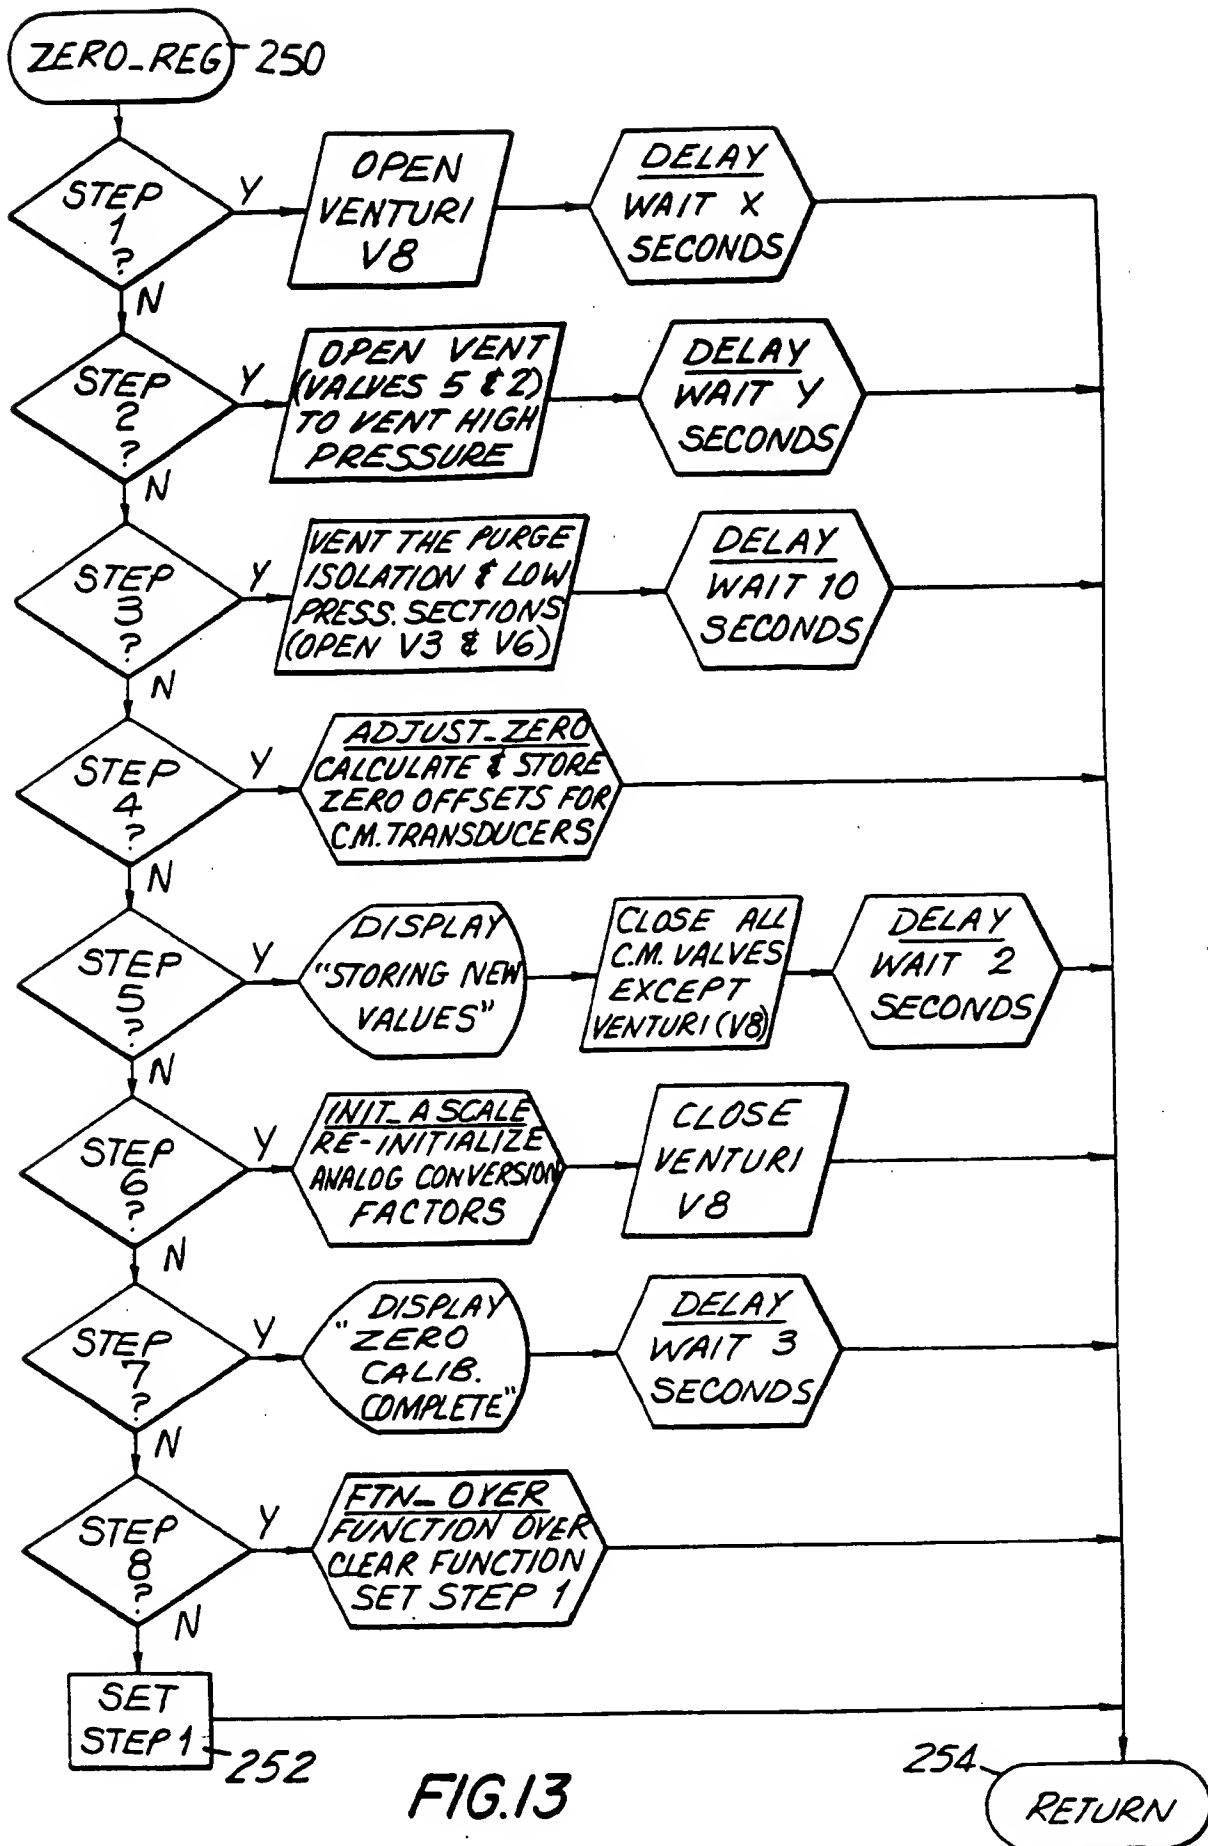 ZERO_REG 250
STEP
1
?
Y
N
OPEN
VENTURI
V8
DELAY
WAIT X
SECONDS
STEP
2
?
Y
N
OPEN VENT
(VALVES 5 & 2)
TO VENT HIGH
PRESSURE
DELAY
WAIT Y
SECONDS
STEP
3
?
Y
N
VENT THE PURGE
ISOLATION & LOW
PRESS. SECTIONS
(OPEN V3 & V6)
DELAY
WAIT 10
SECONDS
STEP
4
?
Y
N
ADJUST_ZERO
CALCULATE & STORE
ZERO OFFSETS FOR
C.M. TRANSDUCERS
STEP
5
?
Y
N
DISPLAY
"STORING NEW
VALUES"
CLOSE ALL
C.M. VALVES
EXCEPT
VENTURI (V8)
DELAY
WAIT 2
SECONDS
STEP
6
?
Y
N
INIT_ASCALE
RE-INITIALIZE
ANALOG CONVERSION
FACTORS
CLOSE
VENTURI
V8
STEP
7
?
Y
N
DISPLAY
"ZERO
CALIB.
COMPLETE"
DELAY
WAIT 3
SECONDS
STEP
8
?
Y
N
FTN_OVER
FUNCTION OVER
CLEAR FUNCTION
SET STEP 1
SET
STEP 1
252
FIG.13
254
RETURN